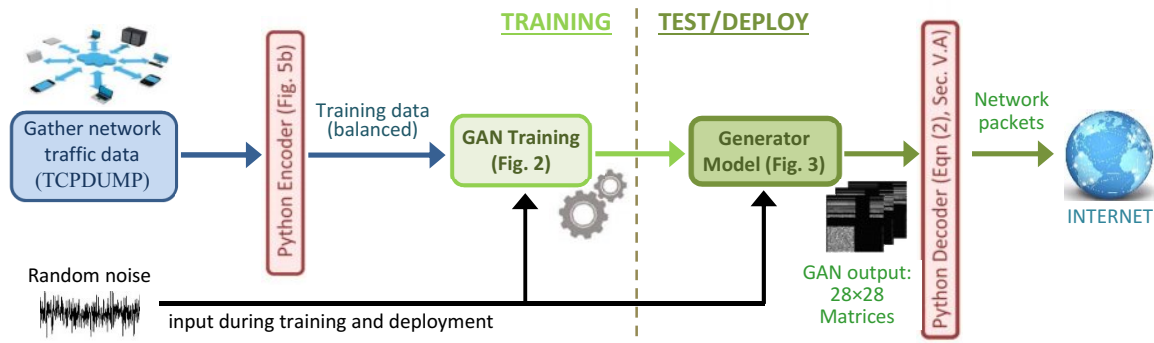 TRAINING
TEST/DEPLOY
Gather network
traffic data
(TCPDUMP)
Python Encoder (Fig. 5b)
Training data
(balanced)
GAN Training
(Fig. 2)
Generator
Model (Fig. 3)
GAN output:
28×28
Matrices
Python Decoder (Eqn (2), Sec. V.A)
Network
packets
INTERNET
Random noise
input during training and deployment